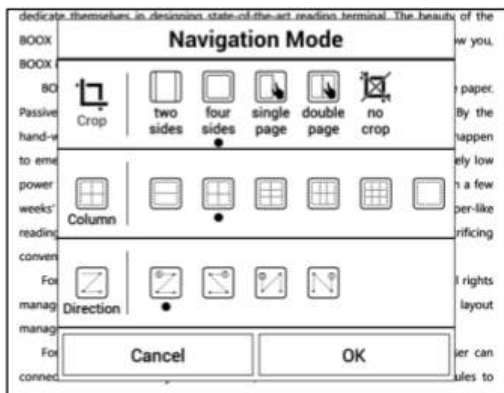 dedicate themselves in designing state-of-the-art reading terminal. The beauty of the
BOOX
Navigation Mode
w you,
BOOX
BO
paper.
Crop
two sides
four sides
single page
double page
no crop
Passive
By the
hand-w
happen
to eme
ely low
power
n a few
Column
weeks'
per-like
reading
rificing
conven
For
l rights
Direction
manag
layout
manag
For
Cancel
OK
ser can
connec
ules to